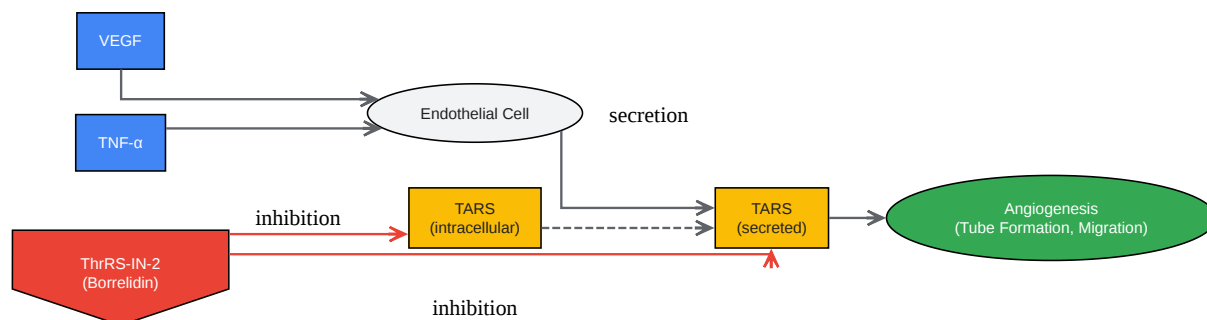 VEGF
Endothelial Cell
secretion
TNF-α
TARS
(intracellular)
TARS
(secreted)
Angiogenesis
(Tube Formation, Migration)
inhibition
ThrRS-IN-2
(Borrelidin)
inhibition